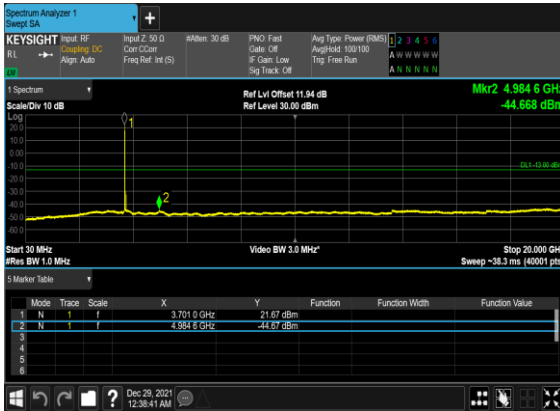 Spectrum Analyzer 1
Swept SA
+
KEYSIGHT
RL
Input: RF
Coupling: DC
Align: Auto
Input Z: 50 Ω
Corr CCorr
Freq Ref: Int (S)
#Atten: 30 dB
PNO: Fast
Gate: Off
IF Gain: Low
Sig Track: Off
Avg Type: Power (RMS)
Avg|Hold: 100/100
Trig: Free Run
1 2 3 4 5 6
A W W W W W
A N N N N N
1 Spectrum
Scale/Div 10 dB
Ref Lvl Offset 11.94 dB
Ref Level 30.00 dBm
Mkr2 4.984 6 GHz
-44.668 dBm
Log
20.0
10.0
0.00
-10.0
-20.0
-30.0
-40.0
-50.0
-60.0
1
2
DL1 -13.00 dBm
Start 30 MHz
#Res BW 1.0 MHz
Video BW 3.0 MHz*
Stop 20.000 GHz
Sweep ~38.3 ms (40001 pts)
5 Marker Table
Mode Trace Scale X Y Function Function Width Function Value
1 N 1 f 3.701 0 GHz 21.67 dBm
2 N 1 f 4.984 6 GHz -44.67 dBm
3
4
5
6
?
Dec 29, 2021
12:38:41 AM